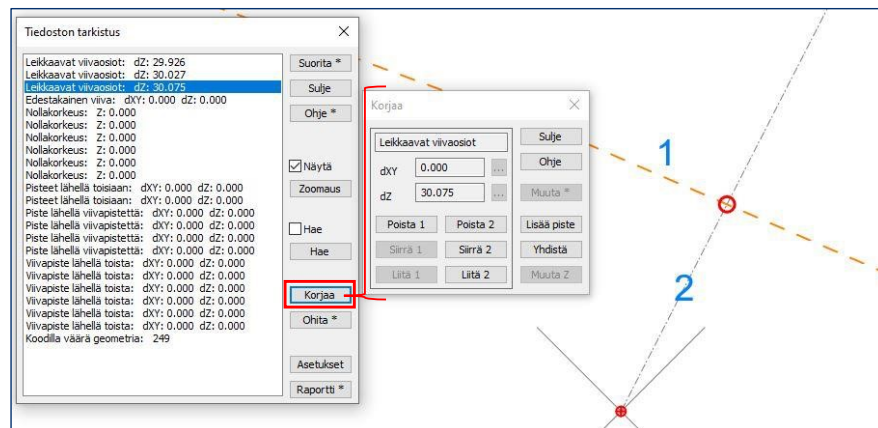 Tiedoston tarkistus
Leikkaavat viivaosiot: dZ: 29.926
Leikkaavat viivaosiot: dZ: 30.027
Leikkaavat viivaosiot: dZ: 30.075
Edestakainen viiva: dXY: 0.000 dZ: 0.000
Nollakorkeus: Z: 0.000
Nollakorkeus: Z: 0.000
Nollakorkeus: Z: 0.000
Nollakorkeus: Z: 0.000
Nollakorkeus: Z: 0.000
Nollakorkeus: Z: 0.000
Pisteet lähellä toisiaan: dXY: 0.000 dZ: 0.000
Pisteet lähellä toisiaan: dXY: 0.000 dZ: 0.000
Piste lähellä viivapistettä: dXY: 0.000 dZ: 0.000
Piste lähellä viivapistettä: dXY: 0.000 dZ: 0.000
Piste lähellä viivapistettä: dXY: 0.000 dZ: 0.000
Piste lähellä viivapistettä: dXY: 0.000 dZ: 0.000
Viivapiste lähellä toista: dXY: 0.000 dZ: 0.000
Viivapiste lähellä toista: dXY: 0.000 dZ: 0.000
Viivapiste lähellä toista: dXY: 0.000 dZ: 0.000
Viivapiste lähellä toista: dXY: 0.000 dZ: 0.000
Viivapiste lähellä toista: dXY: 0.000 dZ: 0.000
Viivapiste lähellä toista: dXY: 0.000 dZ: 0.000
Koodilla väärä geometria: 249
Suorita *
Sulje
Ohje *
Näytä
Zoomaus
Hae
Hae
Korjaa
Ohita *
Asetukset
Raportti *
Korjaa
Leikkaavat viivaosiot
Sulje
dXY 0.000 ...
Ohje
dZ 30.075 ...
Muuta *
Poista 1 Poista 2 Lisää piste
Siirrä 1 Siirrä 2 Yhdistä
Liitä 1 Liitä 2 Muuta Z
1
2